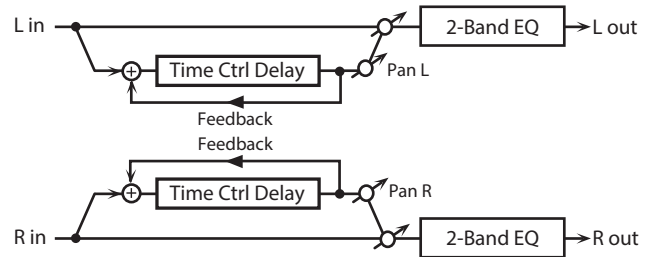 L in
2-Band EQ
L out
Time Ctrl Delay
Pan L
Feedback
Feedback
Time Ctrl Delay
Pan R
R in
2-Band EQ
R out